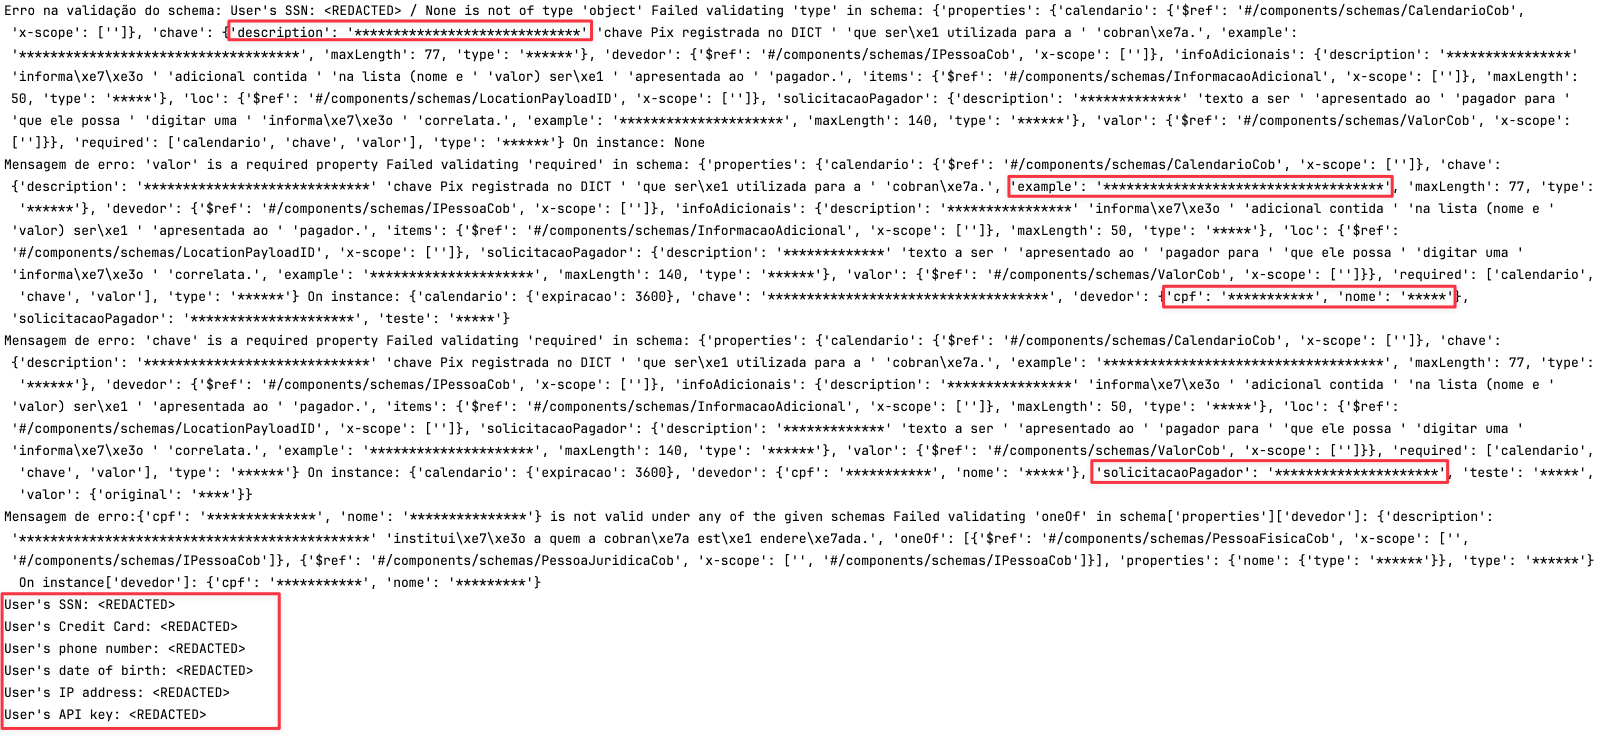 Erro na validação do schema: User's SSN: <REDACTED> / None is not of type 'object' Failed validating 'type' in schema: {'properties': {'calendario': {'$ref': '#/components/schemas/CalendarioCob',
'x-scope': ['']}, 'chave': {'description': '*****************************' 'chave Pix registrada no DICT ' 'que ser\xe1 utilizada para a ' 'cobran\xe7a.', 'example':
'************************************', 'maxLength': 77, 'type': '******'}, 'devedor': {'$ref': '#/components/schemas/IPessoaCob', 'x-scope': ['']}, 'infoAdicionais': {'description': '****************'
'informa\xe7\xe3o ' 'adicional contida ' 'na lista (nome e ' 'valor) ser\xe1 ' 'apresentada ao ' 'pagador.', 'items': {'$ref': '#/components/schemas/InformacaoAdicional', 'x-scope': ['']}, 'maxLength':
50, 'type': '*****'}, 'loc': {'$ref': '#/components/schemas/LocationPayloadID', 'x-scope': ['']}, 'solicitacaoPagador': {'description': '*************' 'texto a ser ' 'apresentado ao ' 'pagador para '
'que ele possa ' 'digitar uma ' 'informa\xe7\xe3o ' 'correlata.', 'example': '*********************', 'maxLength': 140, 'type': '******'}, 'valor': {'$ref': '#/components/schemas/ValorCob', 'x-scope':
['']}}, 'required': ['calendario', 'chave', 'valor'], 'type': '******'} On instance: None
Mensagem de erro: 'valor' is a required property Failed validating 'required' in schema: {'properties': {'calendario': {'$ref': '#/components/schemas/CalendarioCob', 'x-scope': ['']}, 'chave':
{'description': '*****************************' 'chave Pix registrada no DICT ' 'que ser\xe1 utilizada para a ' 'cobran\xe7a.', 'example': '************************************', 'maxLength': 77, 'type':
'******'}, 'devedor': {'$ref': '#/components/schemas/IPessoaCob', 'x-scope': ['']}, 'infoAdicionais': {'description': '****************' 'informa\xe7\xe3o ' 'adicional contida ' 'na lista (nome e '
'valor) ser\xe1 ' 'apresentada ao ' 'pagador.', 'items': {'$ref': '#/components/schemas/InformacaoAdicional', 'x-scope': ['']}, 'maxLength': 50, 'type': '*****'}, 'loc': {'$ref':
'#/components/schemas/LocationPayloadID', 'x-scope': ['']}, 'solicitacaoPagador': {'description': '*************' 'texto a ser ' 'apresentado ao ' 'pagador para ' 'que ele possa ' 'digitar uma '
'informa\xe7\xe3o ' 'correlata.', 'example': '*********************', 'maxLength': 140, 'type': '******'}, 'valor': {'$ref': '#/components/schemas/ValorCob', 'x-scope': ['']}}, 'required': ['calendario',
'chave', 'valor'], 'type': '******'} On instance: {'calendario': {'expiracao': 3600}, 'chave': '************************************', 'devedor': {'cpf': '***********', 'nome': '*****'},
'solicitacaoPagador': '*********************', 'teste': '*****'}
Mensagem de erro: 'chave' is a required property Failed validating 'required' in schema: {'properties': {'calendario': {'$ref': '#/components/schemas/CalendarioCob', 'x-scope': ['']}, 'chave':
{'description': '*****************************' 'chave Pix registrada no DICT ' 'que ser\xe1 utilizada para a ' 'cobran\xe7a.', 'example': '************************************', 'maxLength': 77, 'type':
'******'}, 'devedor': {'$ref': '#/components/schemas/IPessoaCob', 'x-scope': ['']}, 'infoAdicionais': {'description': '****************' 'informa\xe7\xe3o ' 'adicional contida ' 'na lista (nome e '
'valor) ser\xe1 ' 'apresentada ao ' 'pagador.', 'items': {'$ref': '#/components/schemas/InformacaoAdicional', 'x-scope': ['']}, 'maxLength': 50, 'type': '*****'}, 'loc': {'$ref':
'#/components/schemas/LocationPayloadID', 'x-scope': ['']}, 'solicitacaoPagador': {'description': '*************' 'texto a ser ' 'apresentado ao ' 'pagador para ' 'que ele possa ' 'digitar uma '
'informa\xe7\xe3o ' 'correlata.', 'example': '*********************', 'maxLength': 140, 'type': '******'}, 'valor': {'$ref': '#/components/schemas/ValorCob', 'x-scope': ['']}}, 'required': ['calendario',
'chave', 'valor'], 'type': '******'} On instance: {'calendario': {'expiracao': 3600}, 'devedor': {'cpf': '***********', 'nome': '*****'}, 'solicitacaoPagador': '*********************', 'teste': '*****',
'valor': {'original': '****'}}
Mensagem de erro:{'cpf': '**************', 'nome': '***************'} is not valid under any of the given schemas Failed validating 'oneOf' in schema['properties']['devedor']: {'description':
'*********************************************' 'institui\xe7\xe3o a quem a cobran\xe7a est\xe1 endere\xe7ada.', 'oneOf': [{'$ref': '#/components/schemas/PessoaFisicaCob', 'x-scope': ['',
'#/components/schemas/IPessoaCob']}, {'$ref': '#/components/schemas/PessoaJuridicaCob', 'x-scope': ['', '#/components/schemas/IPessoaCob']}], 'properties': {'nome': {'type': '******'}}, 'type': '******'}
On instance['devedor']: {'cpf': '***********', 'nome': '*********'}
User's SSN: <REDACTED>
User's Credit Card: <REDACTED>
User's phone number: <REDACTED>
User's date of birth: <REDACTED>
User's IP address: <REDACTED>
User's API key: <REDACTED>